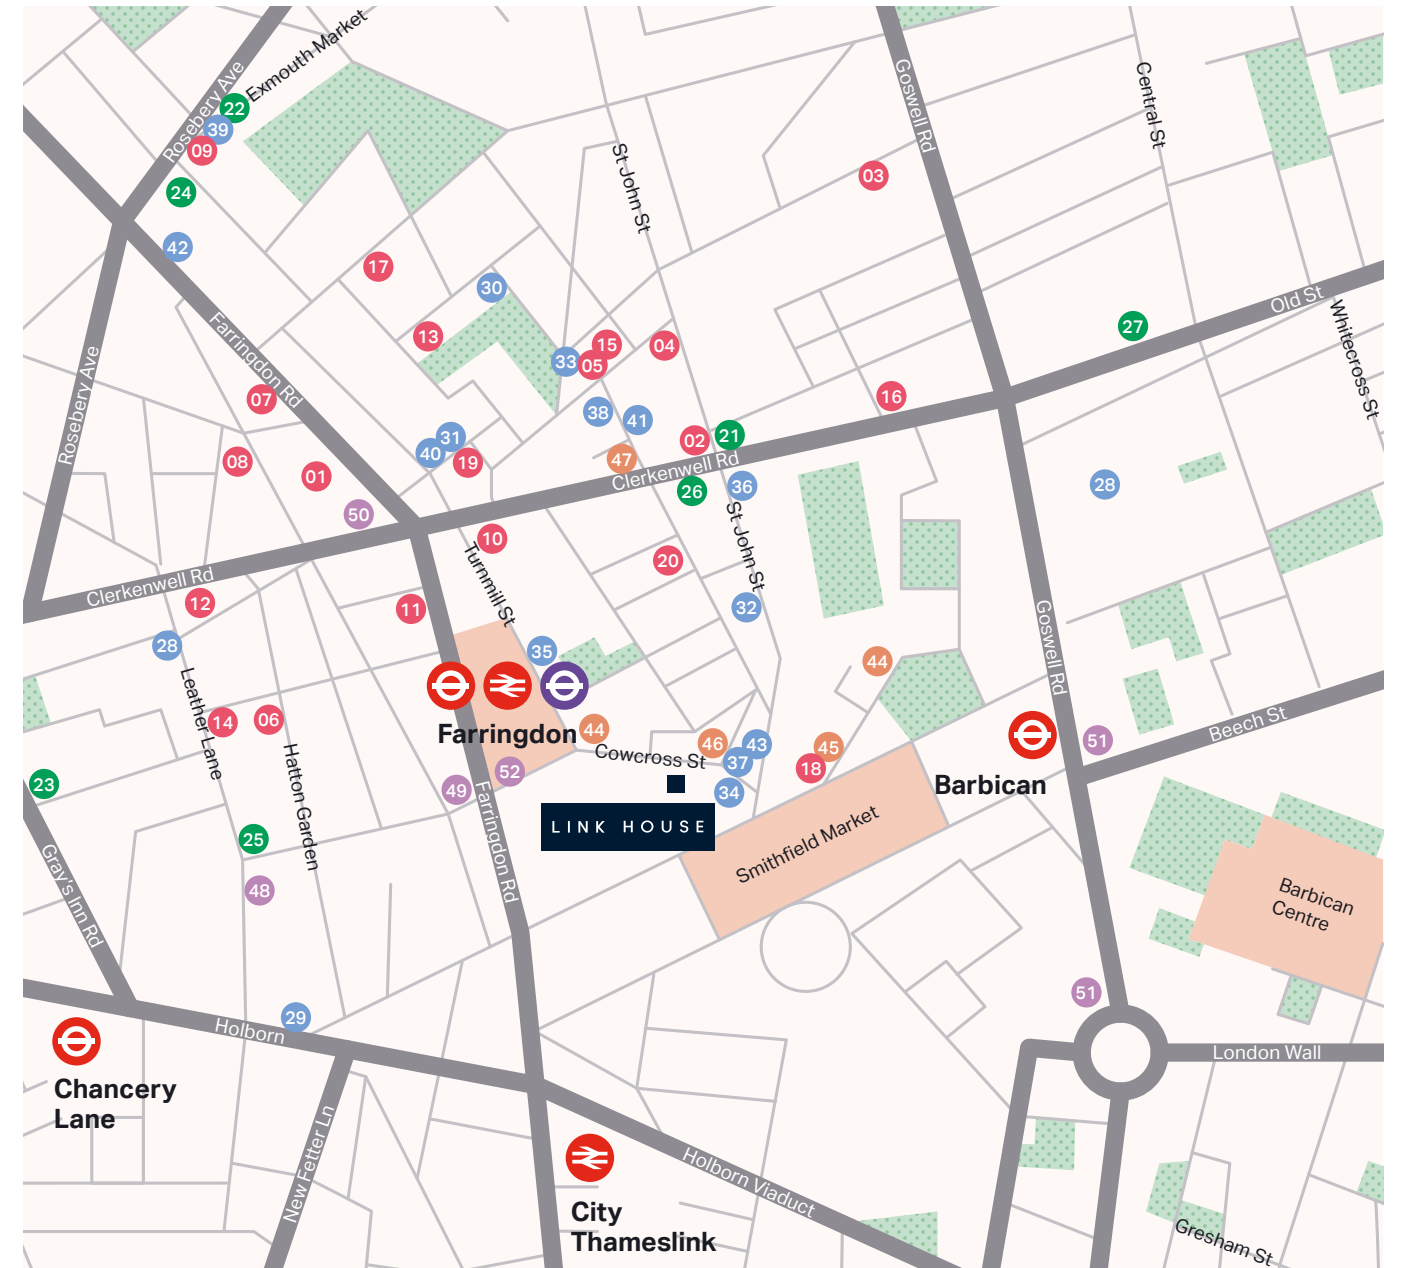 Exmouth Market
Rosebery Ave
22
39
09
24
42
Goswell Rd
Central St
St John St
03
17
30
13
33
15
05
04
27
Old St
Whitecross St
Farringdon Rd
Rosebery Ave
07
16
38
41
02
21
31
40
19
47
08
01
Clerkenwell Rd
26
36
28
50
St John St
10
Turnmill St
20
Clerkenwell Rd
12
11
32
Goswell Rd
28
35
44
Leather Lane
14
06
Farringdon
44
Cowcross St
46
43
37
45
18
34
51
Beech St
Barbican
Hatton Garden
52
49
Farringdon Rd
23
LINK HOUSE
Smithfield Market
25
Gray's Inn Rd
48
Barbican
Centre
51
29
Holborn
London Wall
Chancery
Lane
New Fetter Ln
Holborn Viaduct
City
Thameslink
Gresham St